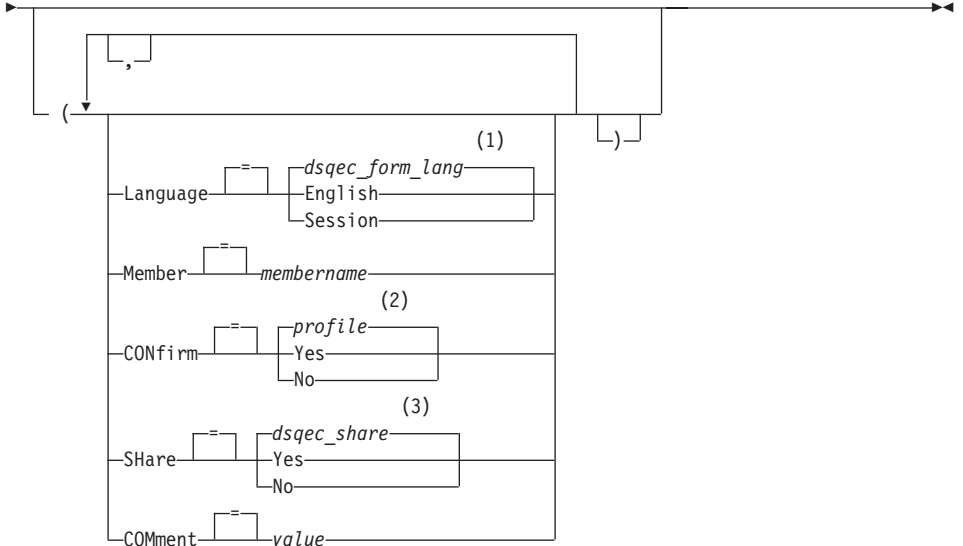 ,
(
)
(1)
Language = dsqec_form_lang
English
Session
Member = membername
(2)
CONfirm = profile
Yes
No
(3)
SHare = dsqec_share
Yes
No
COMment = value